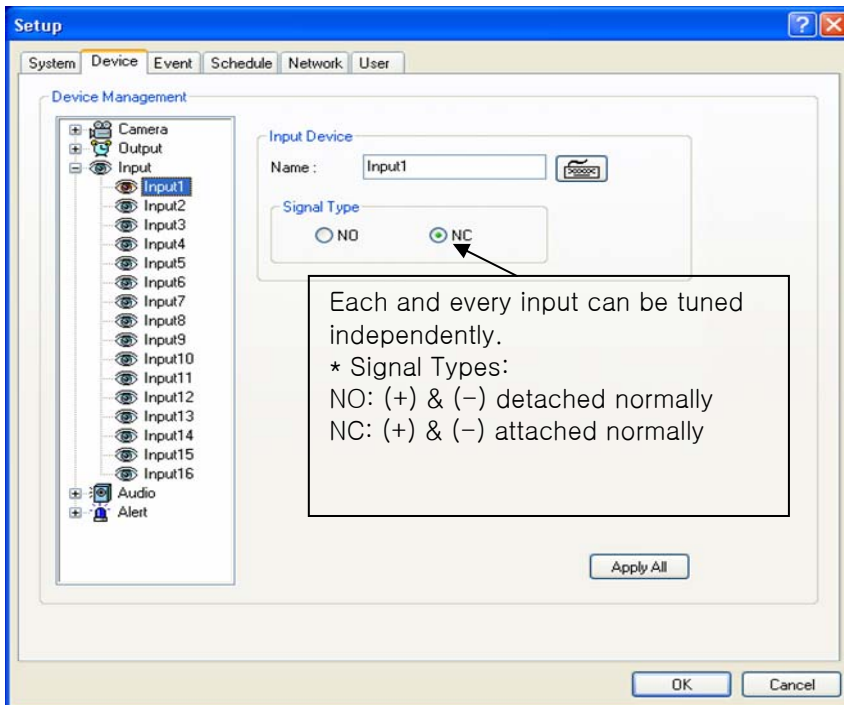 Setup
System Device Event Schedule Network User
Device Management
Camera
Output
Input
Input1
Input2
Input3
Input4
Input5
Input6
Input7
Input8
Input9
Input10
Input11
Input12
Input13
Input14
Input15
Input16
Audio
Alert
Input Device
Name : Input1
Signal Type
NO NC
Each and every input can be tuned
independently.
* Signal Types:
NO: (+) & (-) detached normally
NC: (+) & (-) attached normally
Apply All
OK Cancel